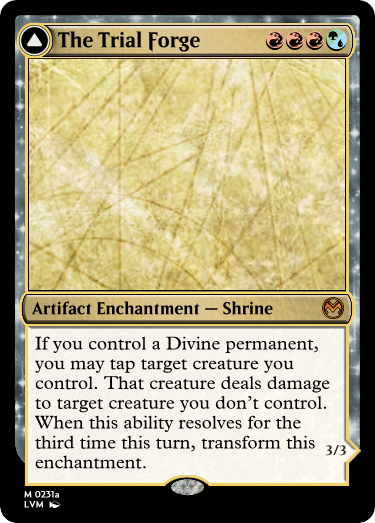 The Trial Forge
Artifact Enchantment — Shrine
If you control a Divine permanent,
you may tap target creature you
control. That creature deals damage
to target creature you don't control.
When this ability resolves for the
third time this turn, transform this
enchantment.
3/3
M 0231a
LVM